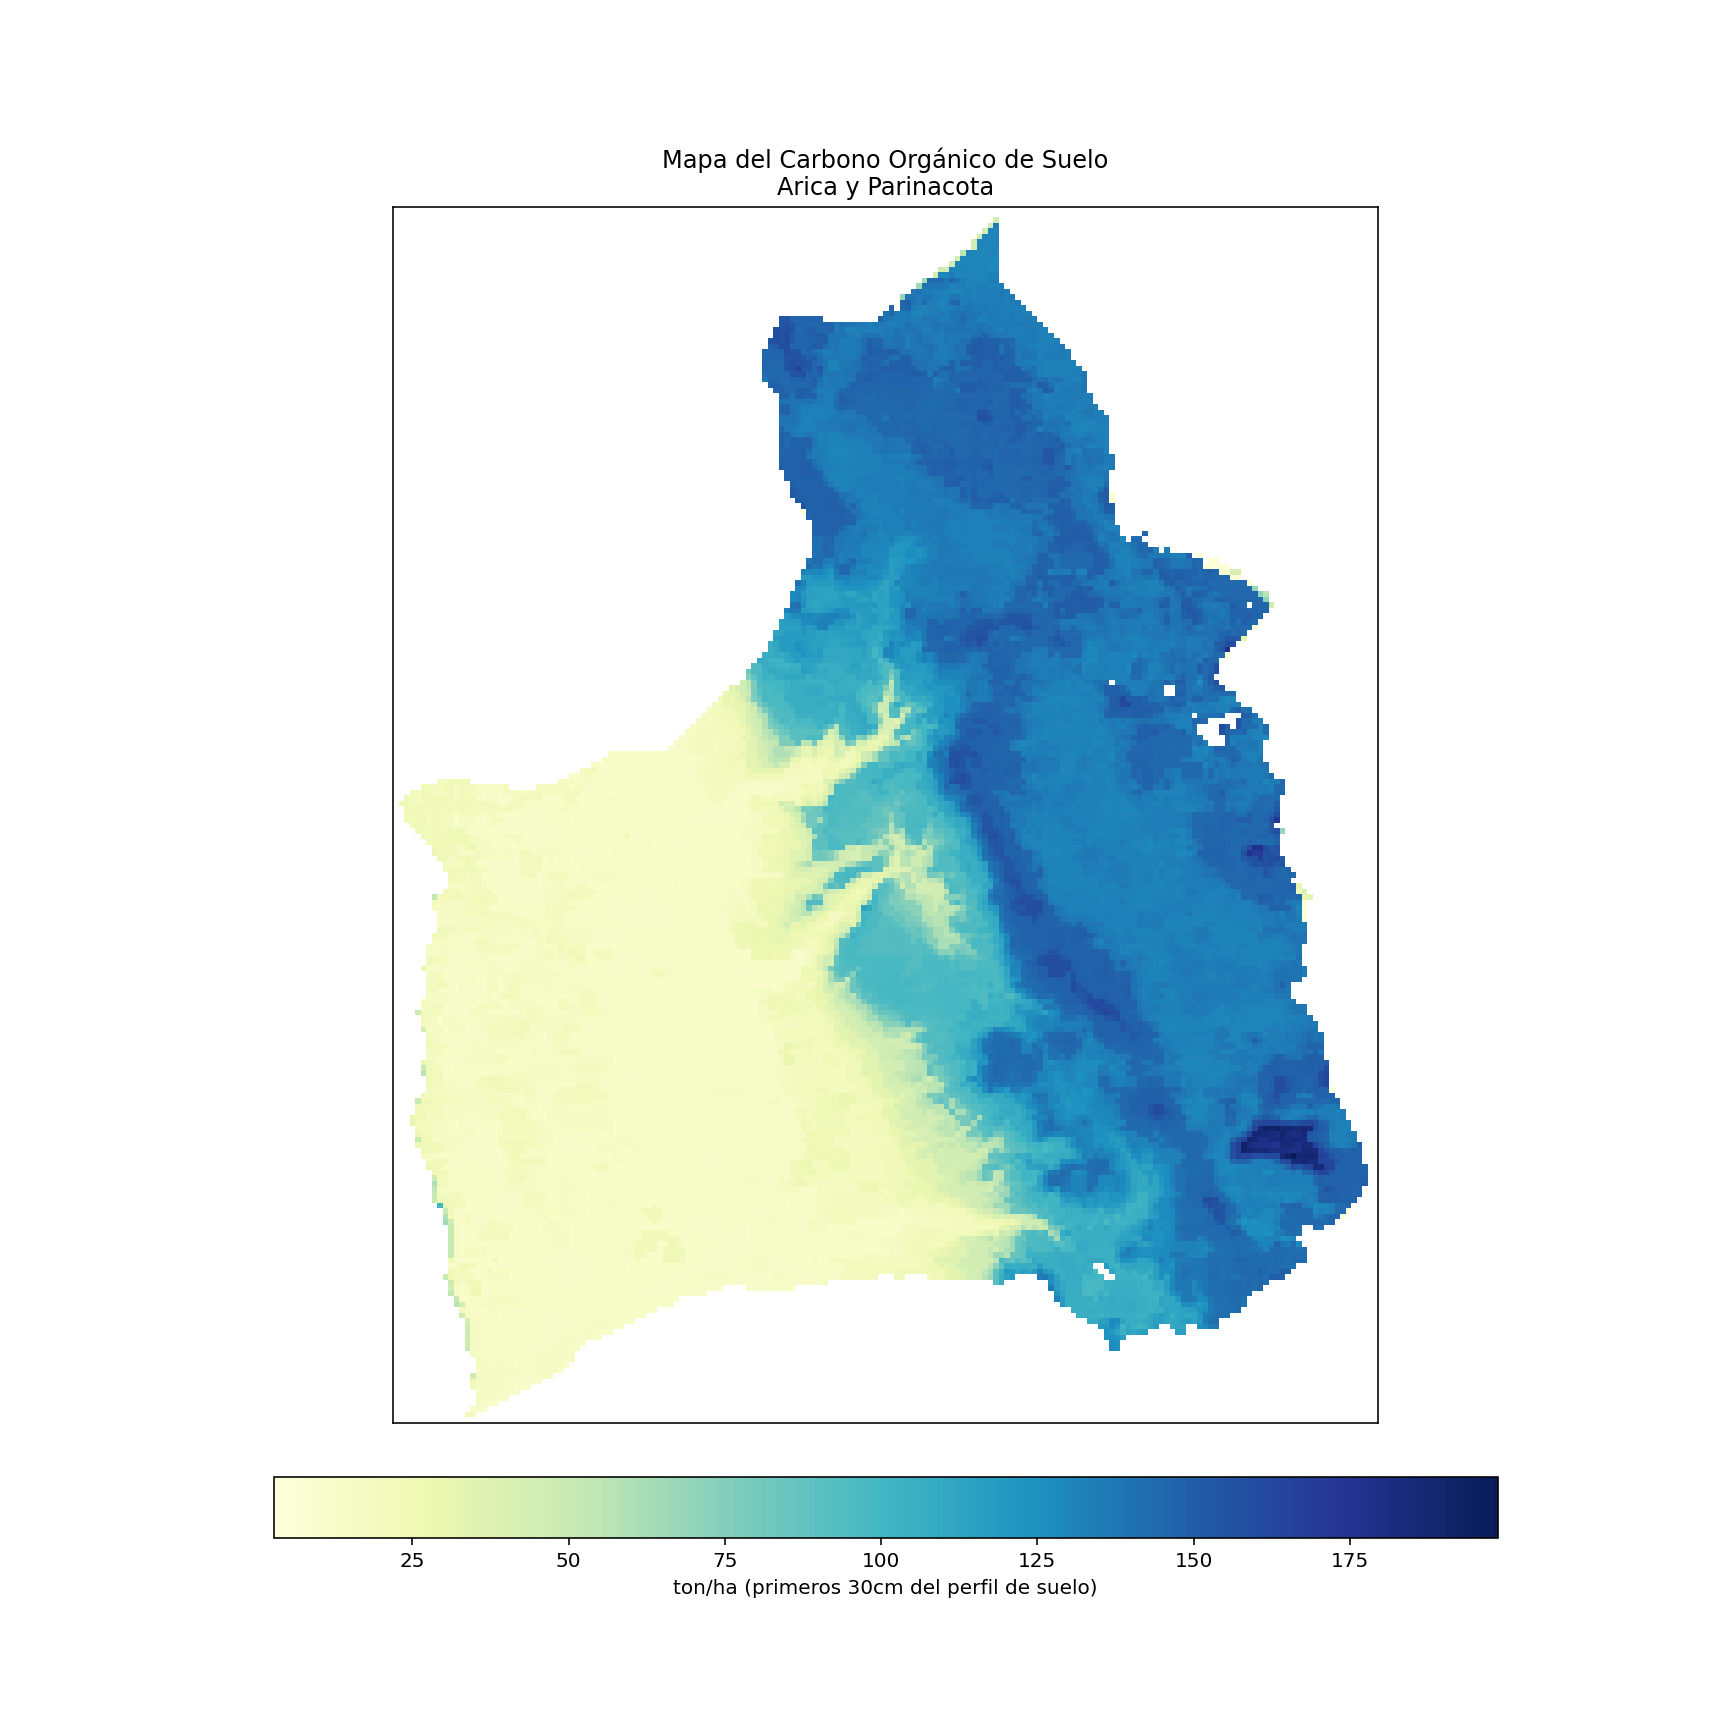 Mapa del Carbono Orgánico de Suelo
Arica y Parinacota
25 50 75 100 125 150 175
ton/ha (primeros 30cm del perfil de suelo)